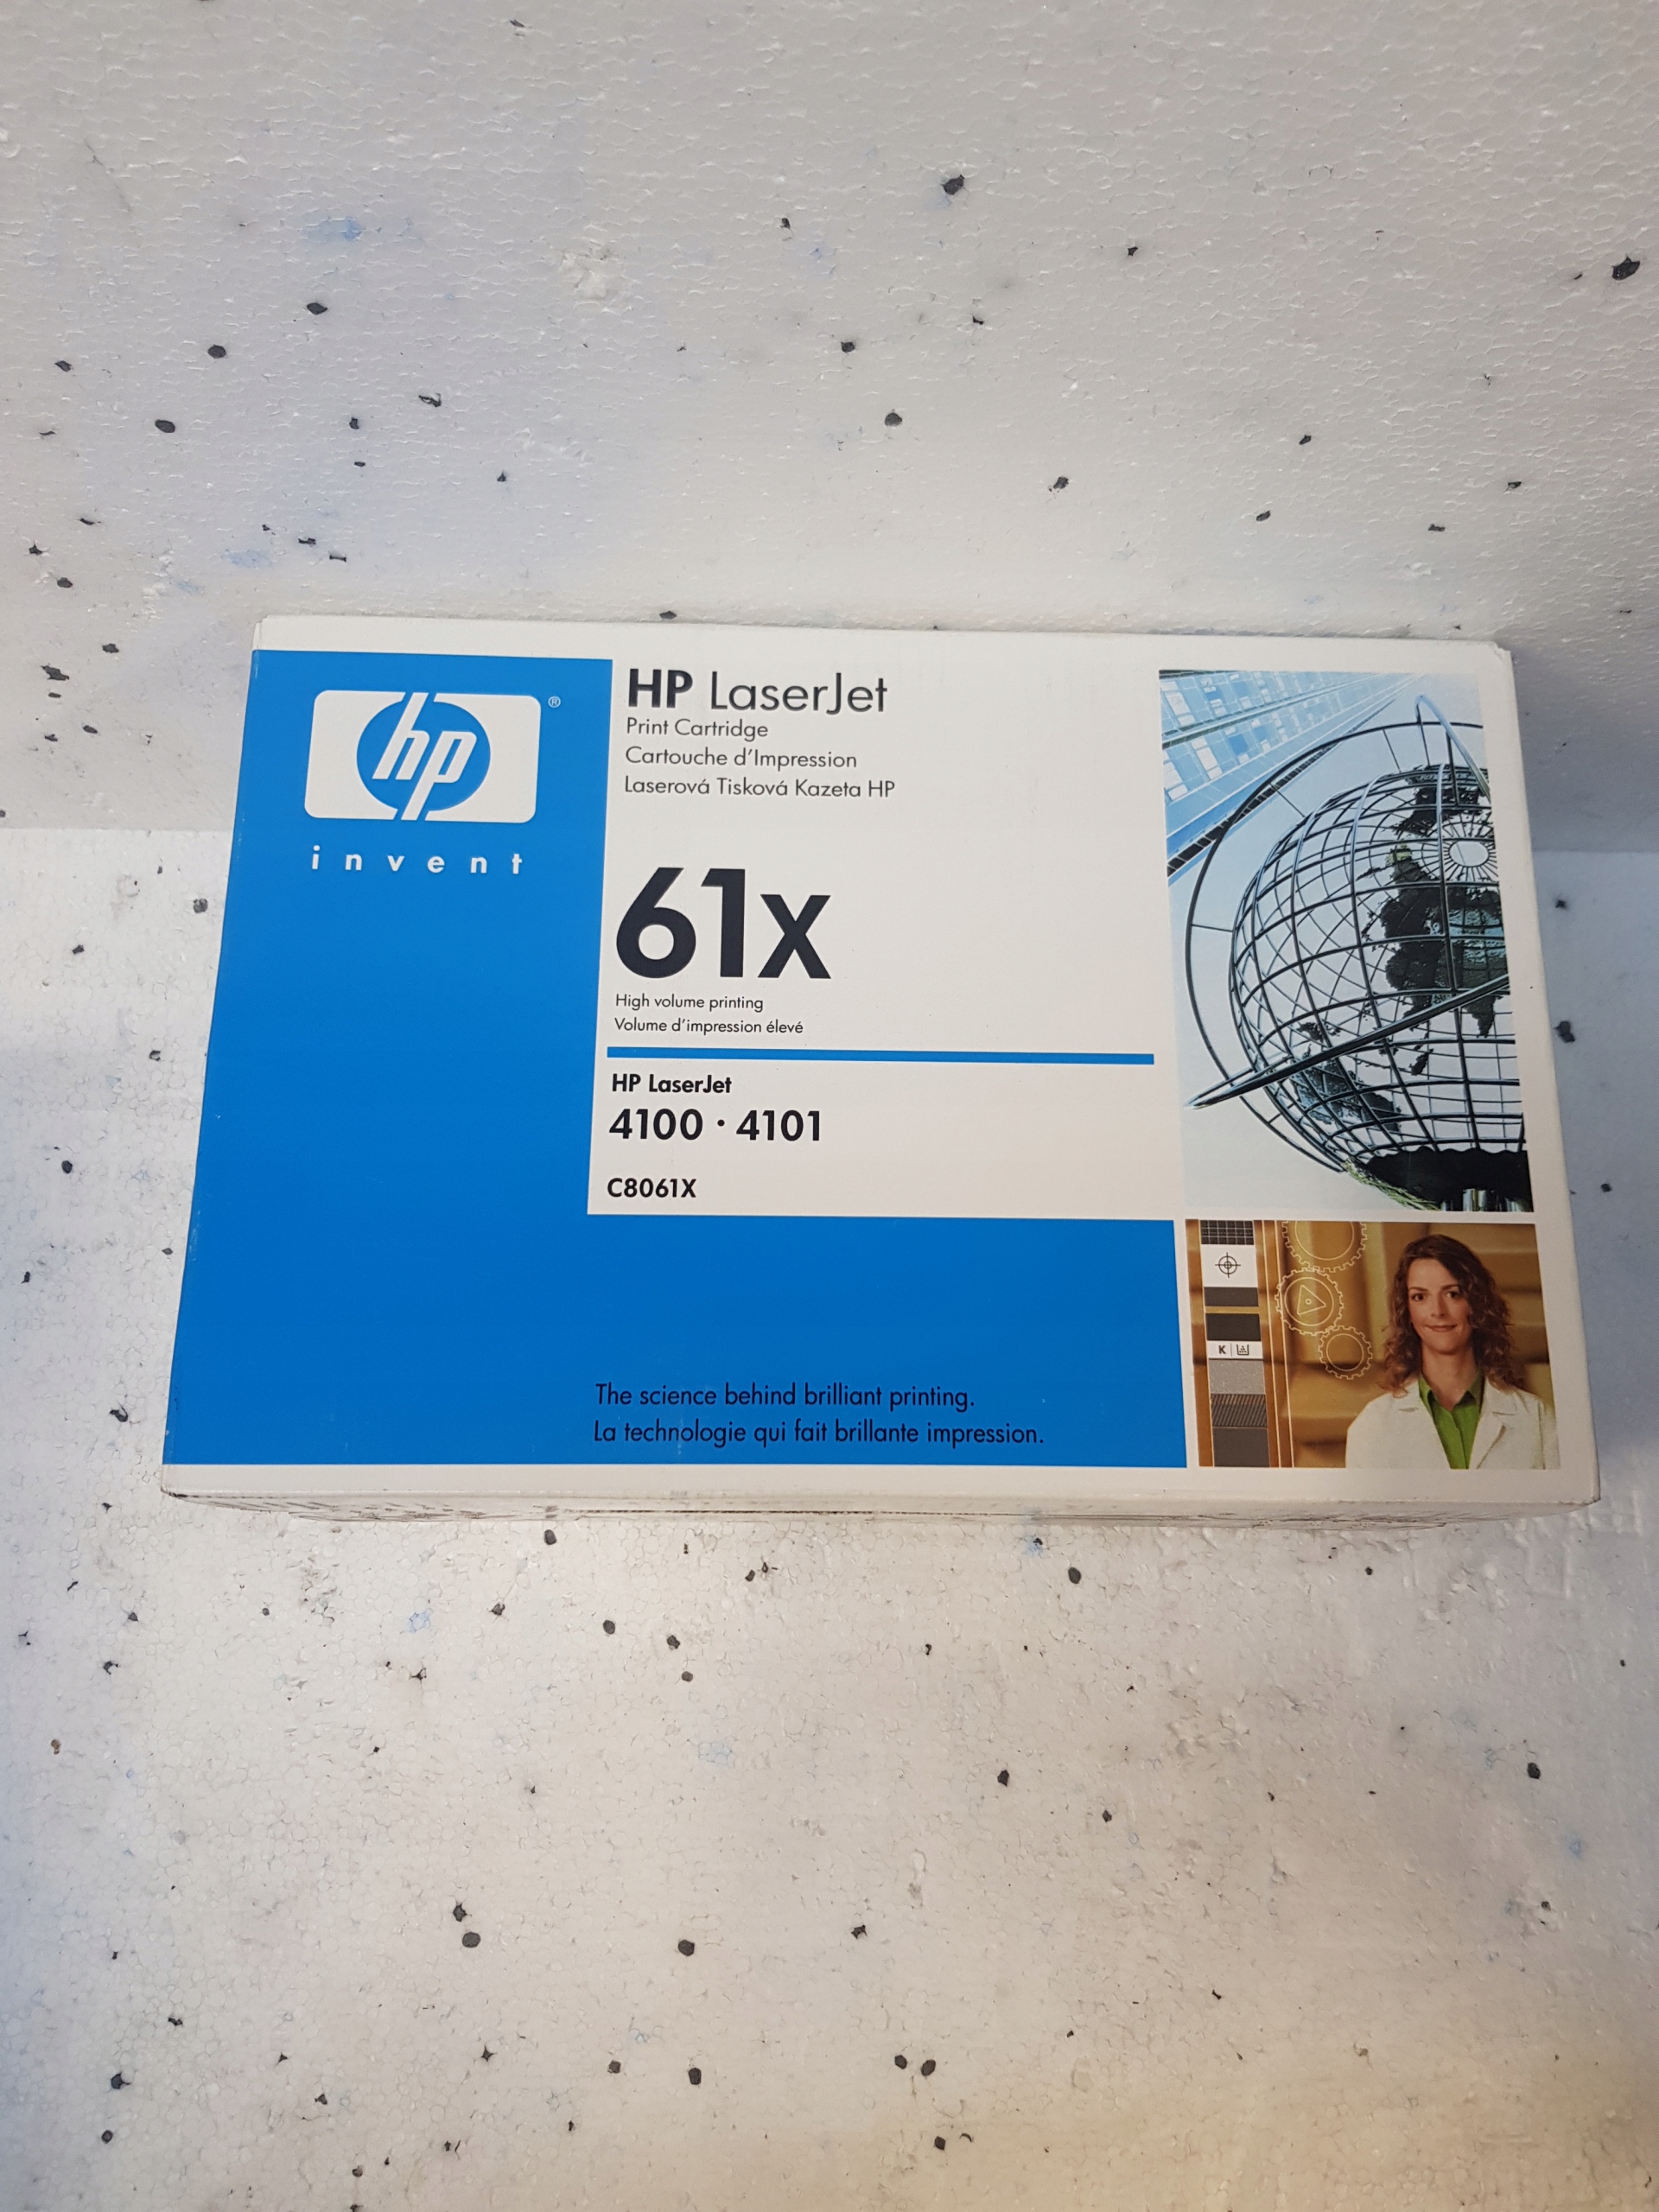 hp ®
invent
HP LaserJet
Print Cartridge
Cartouche d'Impression
Laserová Tisková Kazeta HP
61x
High volume printing
Volume d'impression élevé
HP LaserJet
4100 · 4101
C8061X
The science behind brilliant printing.
La technologie qui fait brillante impression.
K